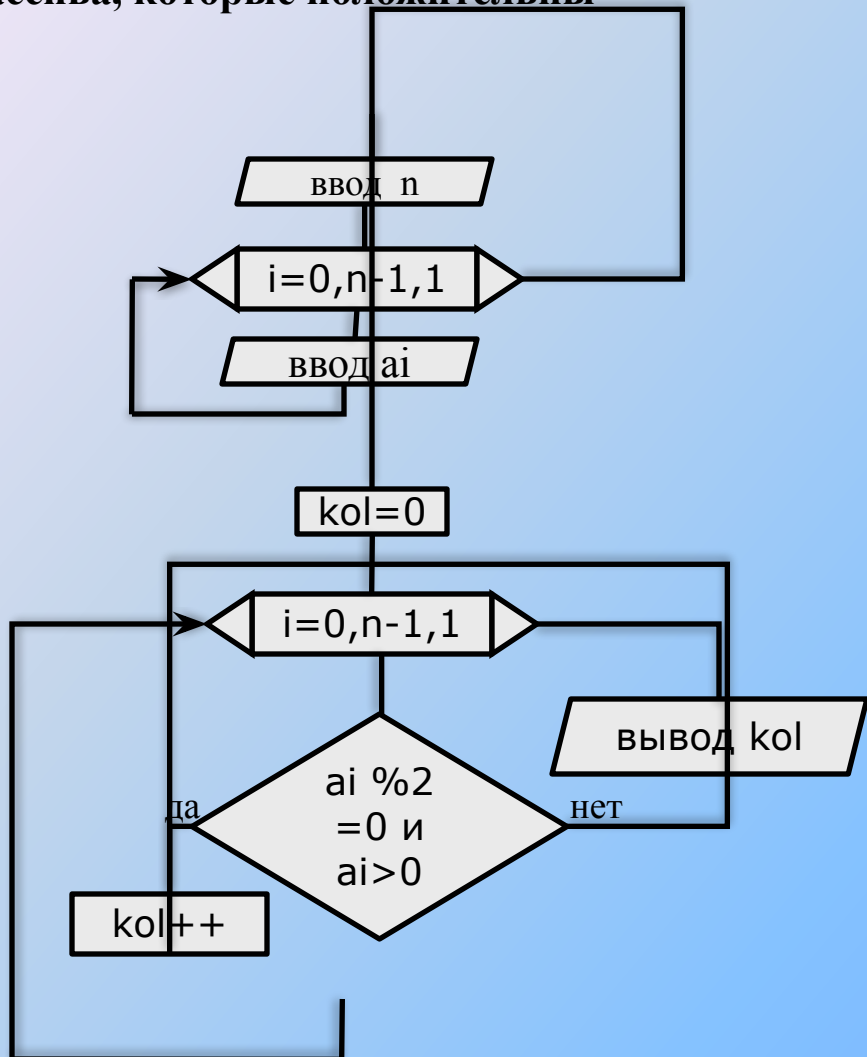 которые положительны
ввод n
i=0,n-1,1
ввод ai
kol=0
i=0,n-1,1
вывод kol
ai %2
=0 и
ai>0
да
нет
kol++